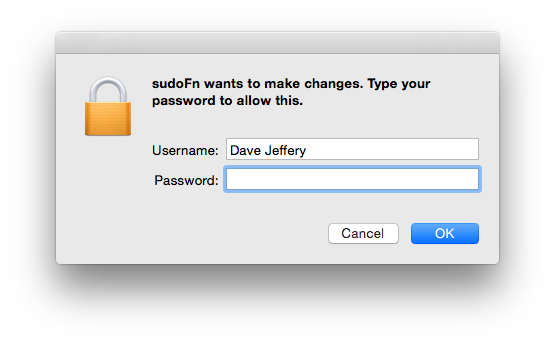 sudoFn wants to make changes. Type your
password to allow this.
Username: Dave Jeffery
Password:
Cancel OK